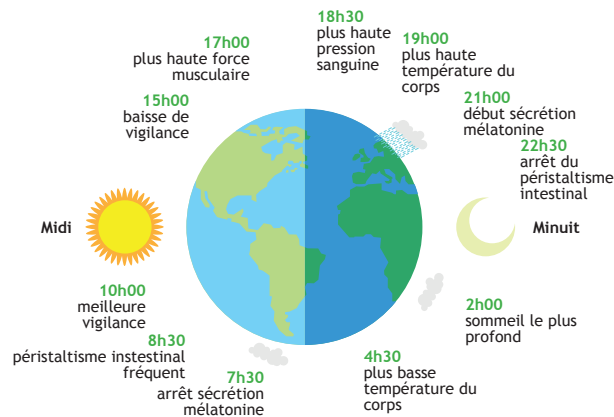 18h30
plus haute
pression
sanguine
17h00
plus haute force
musculaire
19h00
plus haute
température du
corps
15h00
baisse de
vigilance
21h00
début sécrétion
mélatonine
22h30
arrêt du
péristaltisme
intestinal
Midi
Minuit
10h00
meilleure
vigilance
2h00
sommeil le plus
profond
8h30
péristaltisme instestinal
fréquent
7h30
arrêt sécrétion
mélatonine
4h30
plus basse
température du
corps